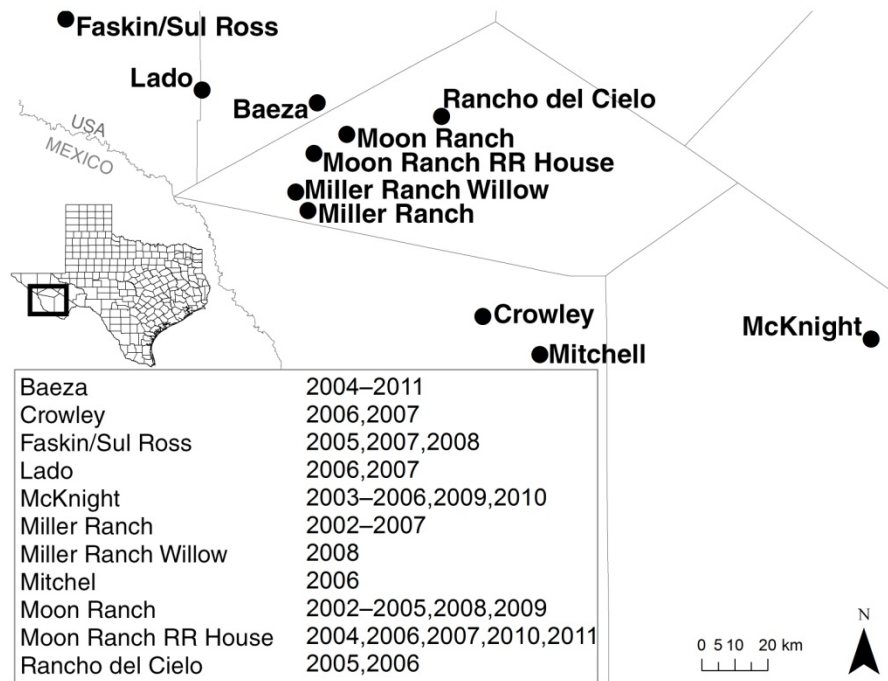 Faskin/Sul Ross
Lado
Baeza
Rancho del Cielo
Moon Ranch
Moon Ranch RR House
USA
MEXICO
Miller Ranch Willow
Miller Ranch
Crowley
McKnight
Mitchell
Baeza 2004–2011
Crowley 2006,2007
Faskin/Sul Ross 2005,2007,2008
Lado 2006,2007
McKnight 2003–2006,2009,2010
Miller Ranch 2002–2007
Miller Ranch Willow 2008
Mitchel 2006
Moon Ranch 2002–2005,2008,2009
Moon Ranch RR House 2004,2006,2007,2010,2011
Rancho del Cielo 2005,2006
0 5 10 20 km
N